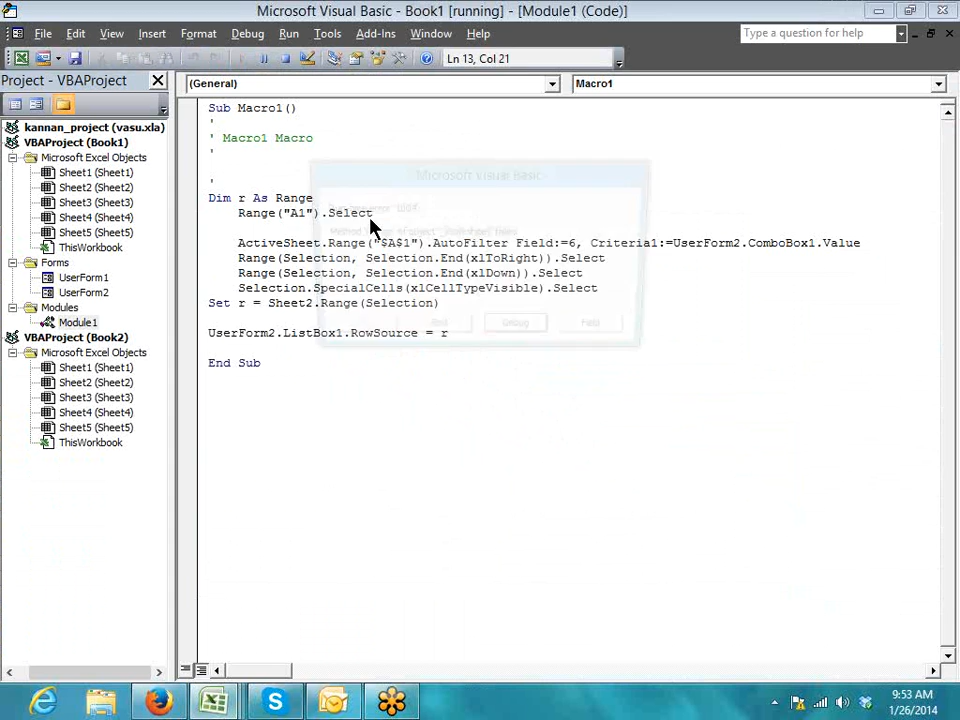 Microsoft Visual Basic - Book1 [running] - [Module1 (Code)]
File Edit View Insert Format Debug Run Tools Add-Ins Window Help
Type a question for help
Ln 13, Col 21
Project - VBAProject
(General)
Macro1
kannan_project (vasu.xla)
VBAProject (Book1)
Microsoft Excel Objects
Sheet1 (Sheet1)
Sheet2 (Sheet2)
Sheet3 (Sheet3)
Sheet4 (Sheet4)
Sheet5 (Sheet5)
ThisWorkbook
Forms
UserForm1
UserForm2
Modules
Module1
VBAProject (Book2)
Microsoft Excel Objects
Sheet1 (Sheet1)
Sheet2 (Sheet2)
Sheet3 (Sheet3)
Sheet4 (Sheet4)
Sheet5 (Sheet5)
ThisWorkbook
Sub Macro1()
'
' Macro1 Macro
'
'
Dim r As Range
Range("A1").Select
ActiveSheet.Range("$A$1").AutoFilter Field:=6, Criteria1:=UserForm2.ComboBox1.Value
Range(Selection, Selection.End(xlToRight)).Select
Range(Selection, Selection.End(xlDown)).Select
Selection.SpecialCells(xlCellTypeVisible).Select
Set r = Sheet2.Range(Selection)
UserForm2.ListBox1.RowSource = r
End Sub
Microsoft Visual Basic
Debug
9:53 AM
1/26/2014